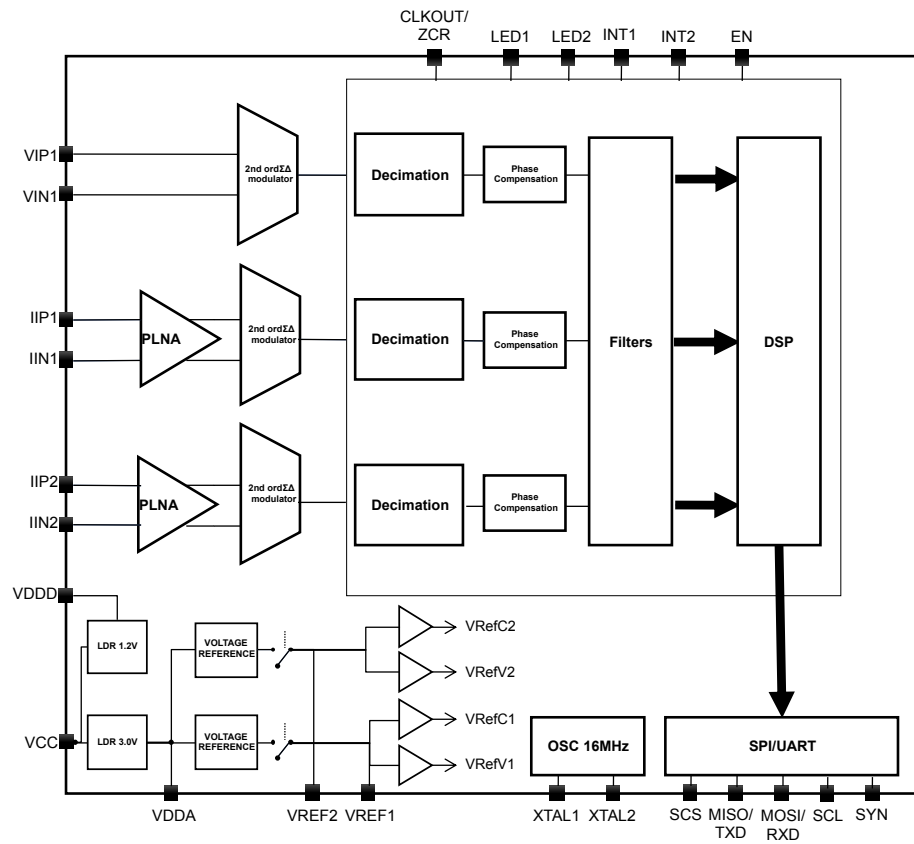 CLKOUT/
ZCR
LED1
LED2
INT1
INT2
EN
VIP1
VIN1
2nd ordΣΔ
modulator
Decimation
Phase
Compensation
IIP1
IIN1
PLNA
2nd ordΣΔ
modulator
Decimation
Phase
Compensation
Filters
DSP
IIP2
IIN2
PLNA
2nd ordΣΔ
modulator
Decimation
Phase
Compensation
VDDD
LDR 1.2V
VOLTAGE
REFERENCE
VRefC2
VRefV2
VCC
LDR 3.0V
VOLTAGE
REFERENCE
VRefC1
VRefV1
OSC 16MHz
SPI/UART
VDDA
VREF2
VREF1
XTAL1
XTAL2
SCS
MISO/
TXD
MOSI/
RXD
SCL
SYN